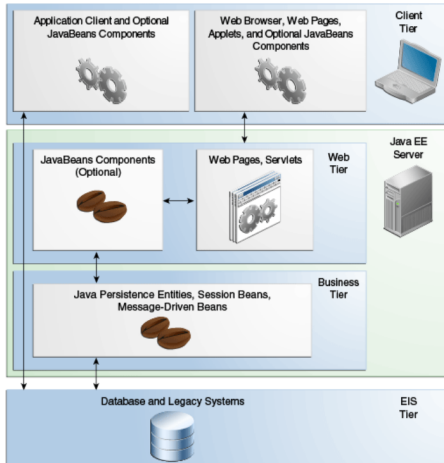 Application Client and Optional
JavaBeans Components
Web Browser, Web Pages,
Applets, and Optional JavaBeans
Components
Client
Tier
Java EE
Server
JavaBeans Components
(Optional)
Web Pages, Servlets
Web
Tier
Java Persistence Entities, Session Beans,
Message-Driven Beans
Business
Tier
Database and Legacy Systems
EIS
Tier